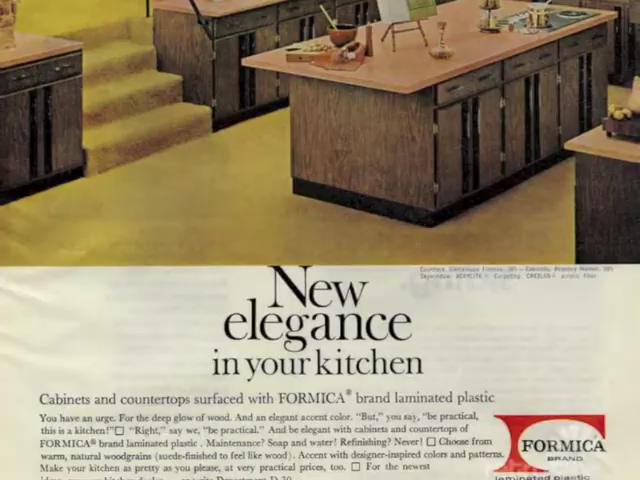 New
elegance
in your kitchen
Cabinets and countertops surfaced with FORMICA® brand laminated plastic
You have an urge. For the deep glow of wood. And an elegant accent color. "But," you say, "be practical,
this is a kitchen!"☐ "Right," say we, "be practical." And be elegant with cabinets and countertops of
FORMICA® brand laminated plastic . Maintenance? Soap and water! Refinishing? Never! ☐ Choose from
warm, natural woodgrains (suede-finished to feel like wood). Accent with designer-inspired colors and patterns.
Make your kitchen as pretty as you please, at very practical prices, too. ☐ For the newest
FORMICA
BRAND
laminated plastic